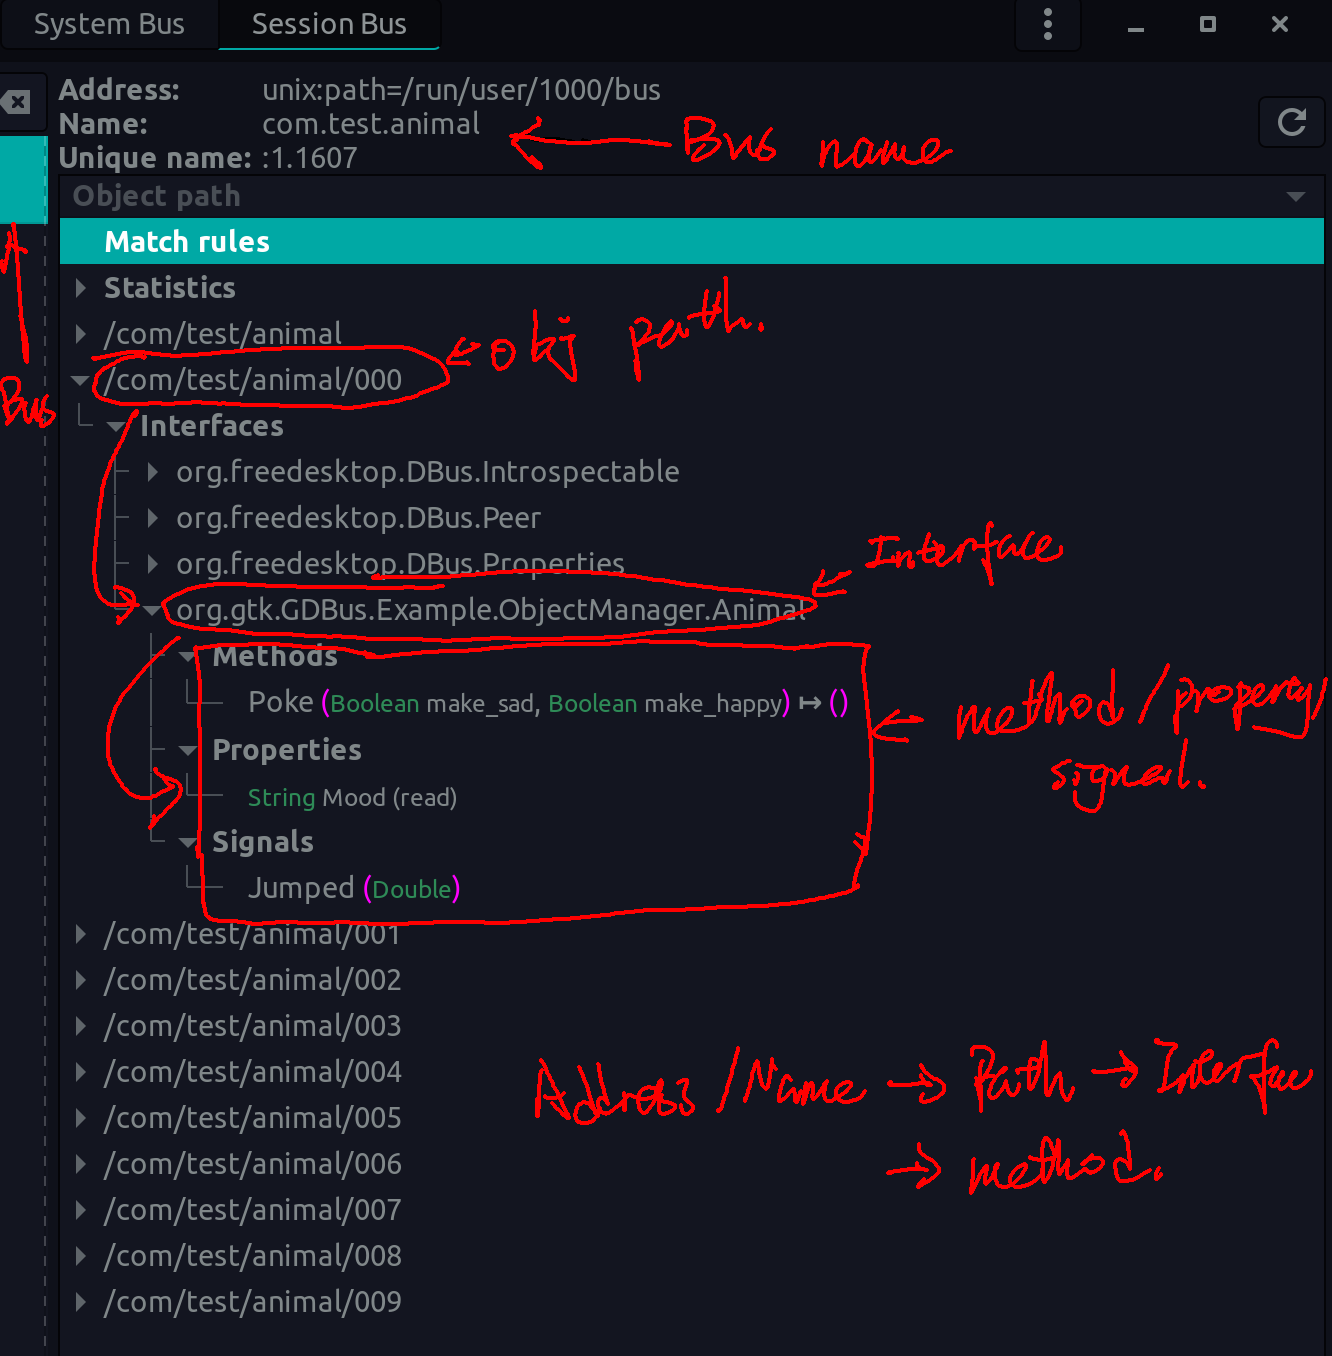 System Bus Session Bus
Address: unix:path=/run/user/1000/bus
Name: com.test.animal
Bus name
Unique name: :1.1607
Object path
Match rules
Statistics
/com/test/animal
obj path.
/com/test/animal/000
Bus
Interfaces
org.freedesktop.DBus.Introspectable
org.freedesktop.DBus.Peer
org.freedesktop.DBus.Properties
Interface
org.gtk.GDBus.Example.ObjectManager.Animal
Methods
Poke (Boolean make_sad, Boolean make_happy) ↦ ()
method/property/
signal.
Properties
String Mood (read)
Signals
Jumped (Double)
/com/test/animal/001
/com/test/animal/002
/com/test/animal/003
/com/test/animal/004
Address/Name → Path → Interface
/com/test/animal/005
→ method.
/com/test/animal/006
/com/test/animal/007
/com/test/animal/008
/com/test/animal/009